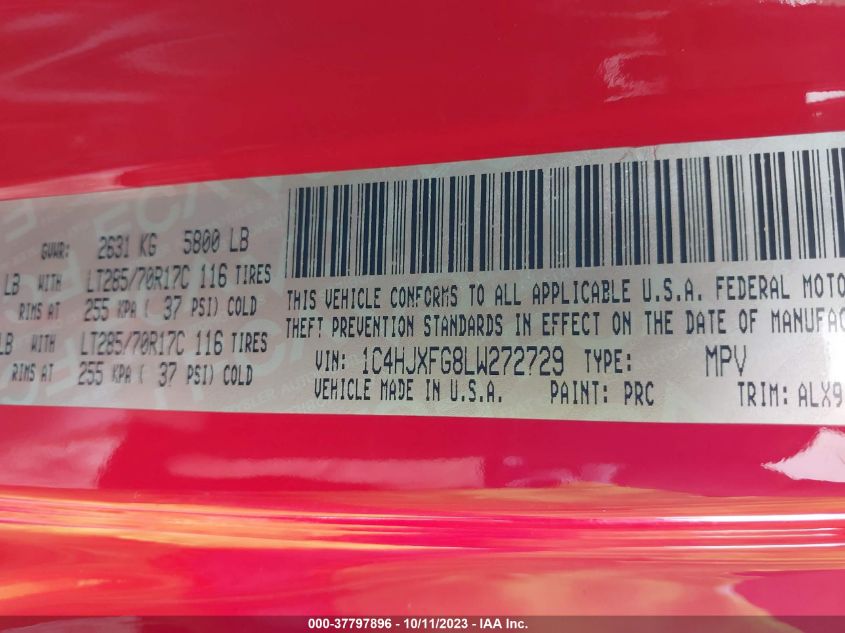 GVWR: 2631 KG 5800 LB
LB WITH LT285/70R17C 116 TIRES
RIMS AT 255 KPA ( 37 PSI) COLD
LB WITH LT285/70R17C 116 TIRES
RIMS AT 255 KPA ( 37 PSI) COLD
THIS VEHICLE CONFORMS TO ALL APPLICABLE U.S.A. FEDERAL MOTO
THEFT PREVENTION STANDARDS IN EFFECT ON THE DATE OF MANUFAC
VIN: 1C4HJXFG8LW272729 TYPE: MPV
VEHICLE MADE IN U.S.A. PAINT: PRC TRIM: ALX9
000-37797896 - 10/11/2023 - IAA Inc.